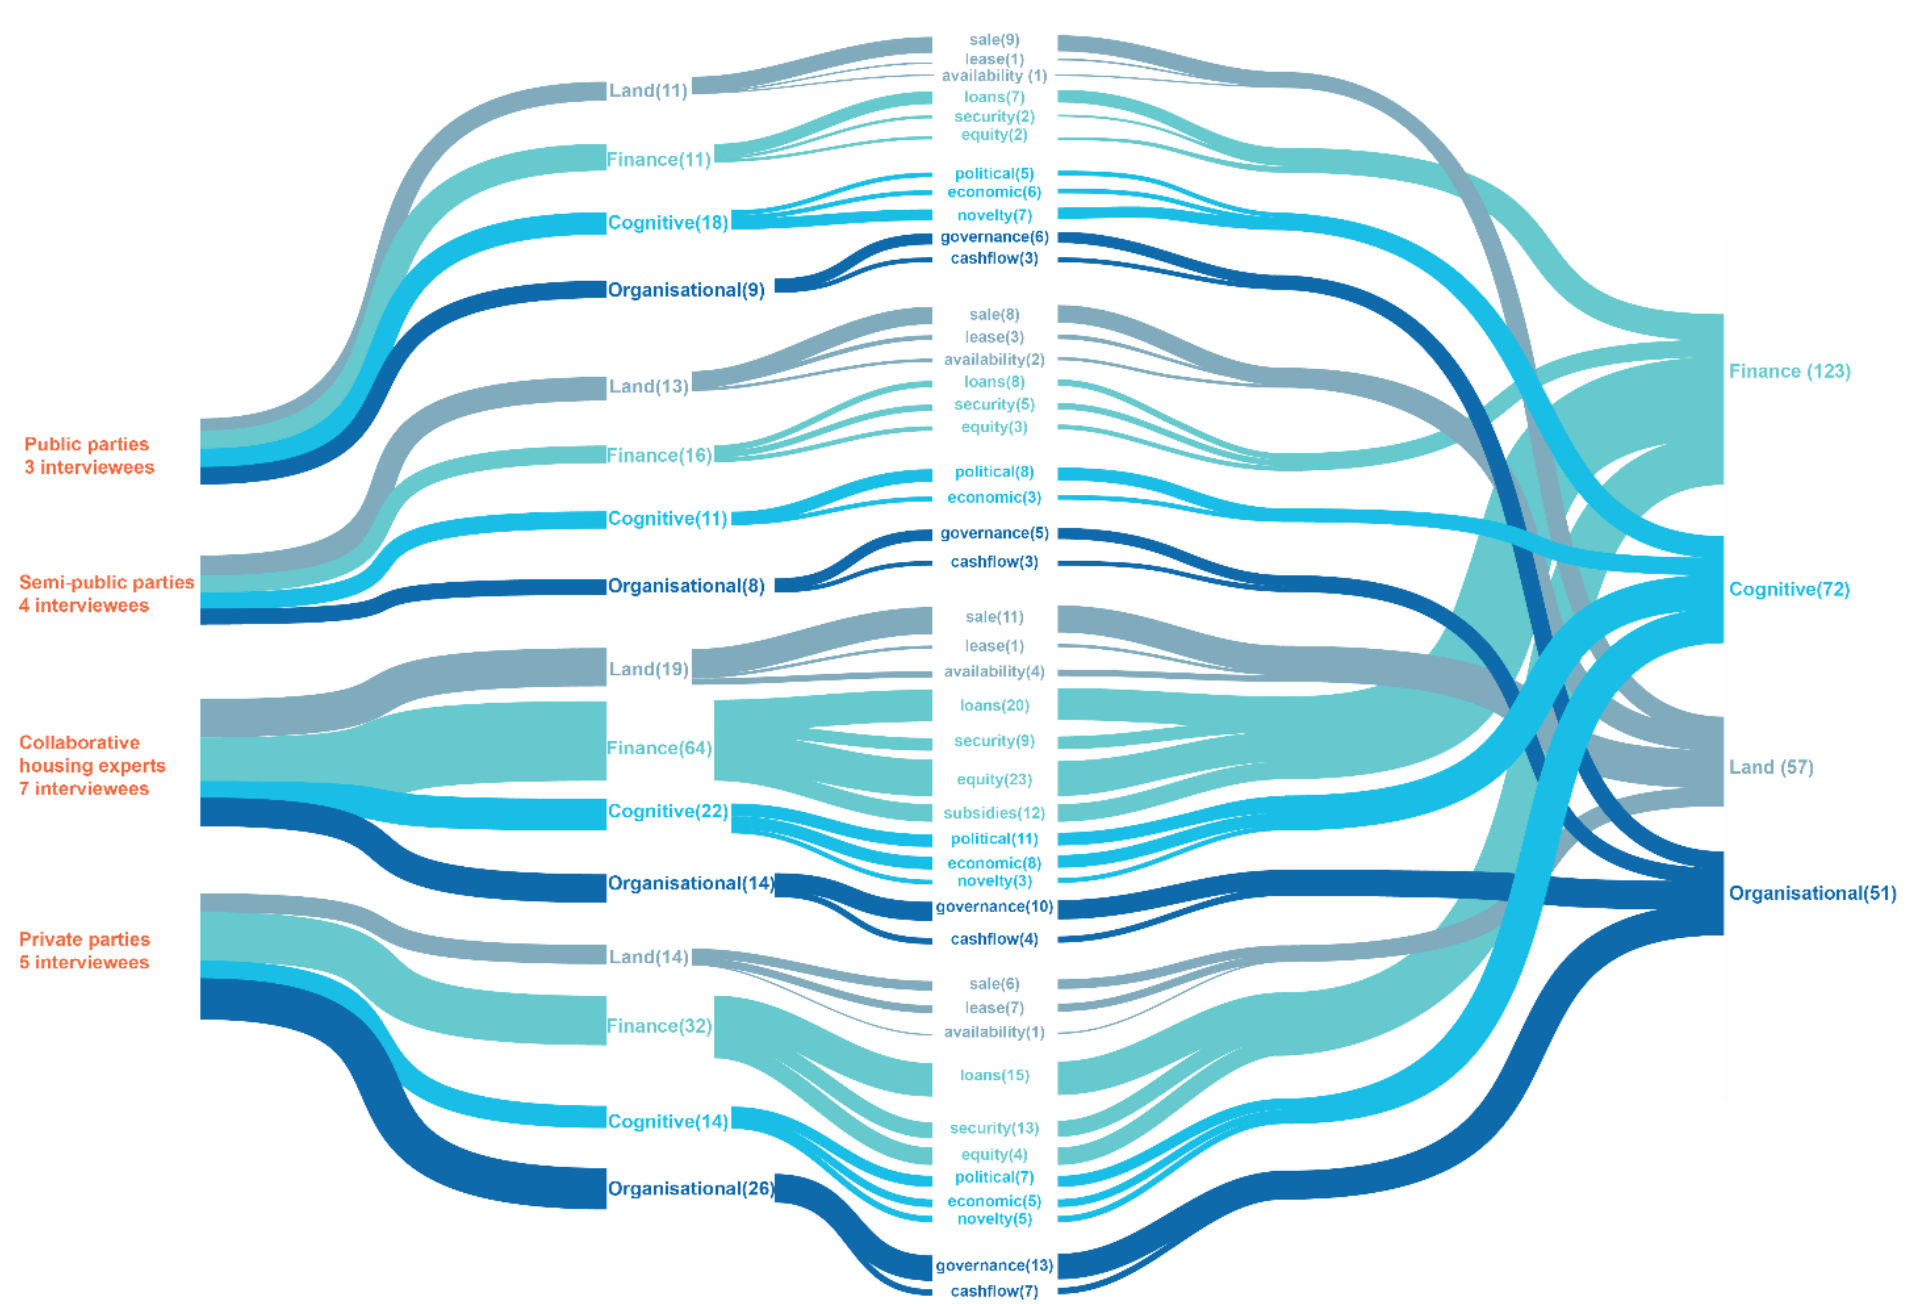 Public parties
3 interviewees
Semi-public parties
4 interviewees
Collaborative
housing experts
7 interviewees
Private parties
5 interviewees
Land(11)
Finance(11)
Cognitive(18)
Organisational(9)
Land(13)
Finance(16)
Cognitive(11)
Organisational(8)
Land(19)
Finance(64)
Cognitive(22)
Organisational(14)
Land(14)
Finance(32)
Cognitive(14)
Organisational(26)
sale(9)
lease(1)
availability (1)
loans(7)
security(2)
equity(2)
political(5)
economic(6)
novelty(7)
governance(6)
cashflow(3)
sale(8)
lease(3)
availability(2)
loans(8)
security(5)
equity(3)
political(8)
economic(3)
governance(5)
cashflow(3)
sale(11)
lease(1)
availability(4)
loans(20)
security(9)
equity(23)
subsidies(12)
political(11)
economic(8)
novelty(3)
governance(10)
cashflow(4)
sale(6)
lease(7)
availability(1)
loans(15)
security(13)
equity(4)
political(7)
economic(5)
novelty(5)
governance(13)
cashflow(7)
Finance (123)
Cognitive(72)
Land (57)
Organisational(51)